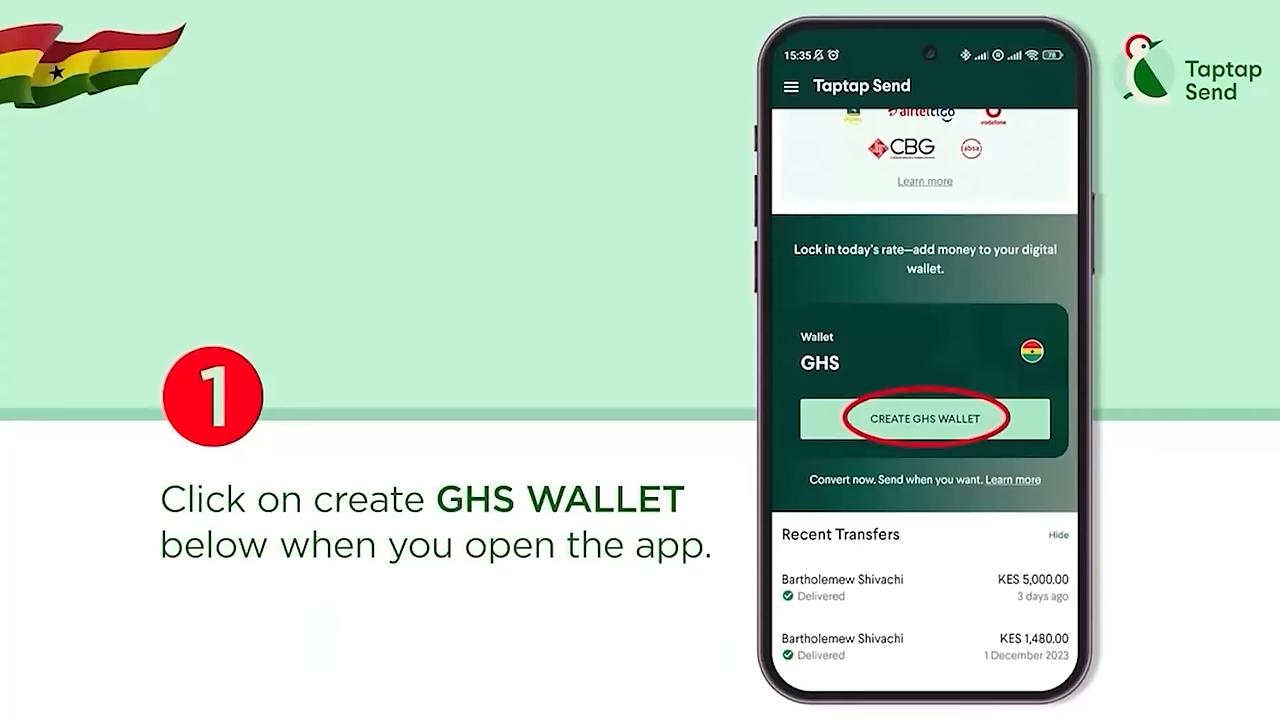 Taptap
Send
1
Click on create GHS WALLET
below when you open the app.
15:35
78
Taptap Send
airteltigo
vodafone
CBG
absa
Learn more
Lock in today's rate—add money to your digital
wallet.
Wallet
GHS
CREATE GHS WALLET
Convert now. Send when you want. Learn more
Recent Transfers Hide
Bartholemew Shivachi KES 5,000.00
Delivered 3 days ago
Bartholemew Shivachi KES 1,480.00
Delivered 1 December 2023